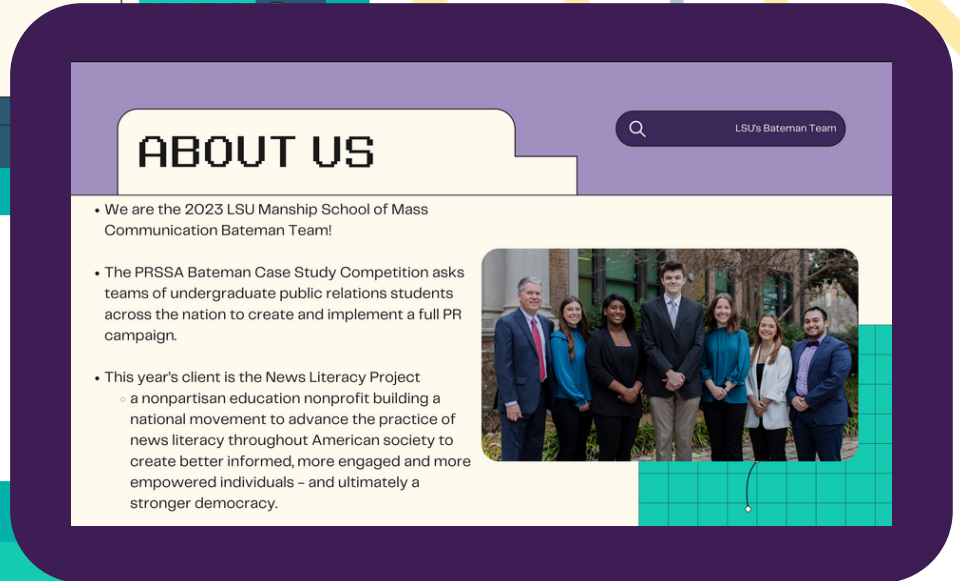 ABOUT US
LSU's Bateman Team
• We are the 2023 LSU Manship School of Mass
Communication Bateman Team!
• The PRSSA Bateman Case Study Competition asks
teams of undergraduate public relations students
across the nation to create and implement a full PR
campaign.
• This year's client is the News Literacy Project
◦ a nonpartisan education nonprofit building a
national movement to advance the practice of
news literacy throughout American society to
create better informed, more engaged and more
empowered individuals – and ultimately a
stronger democracy.